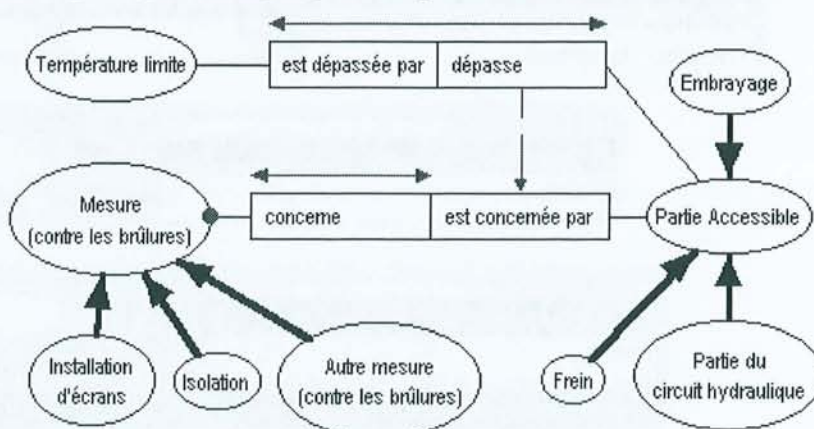 Température limite
est dépassée par
dépasse
Embrayage
Mesure
(contre les brûlures)
concerne
est concernée par
Partie Accessible
Installation
d'écrans
Isolation
Autre mesure
(contre les brûlures)
Frein
Partie du
circuit hydraulique